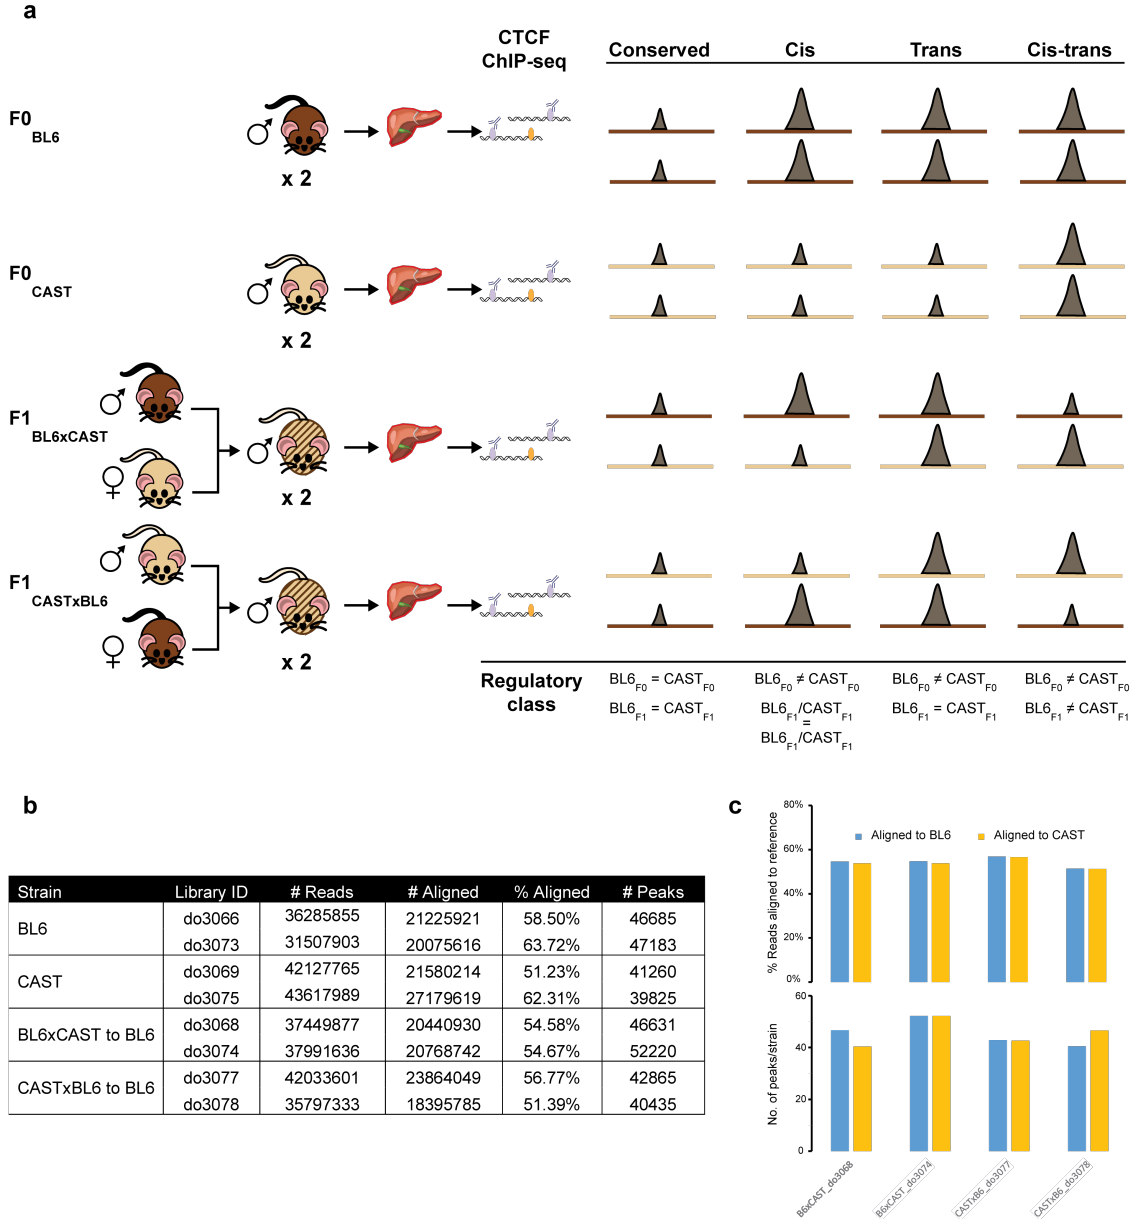 a
CTCF
ChIP-seq
Conserved Cis Trans Cis-trans
F0 BL6
x 2
F0 CAST
x 2
F1 BL6xCAST
♂
♀
♂
x 2
F1 CASTxBL6
♂
♀
♂
x 2
Regulatory
class
BL6F0 = CASTF0
BL6F1 = CASTF1
BL6F0 ≠ CASTF0
BL6F1/CASTF1
=
BL6F1/CASTF1
BL6F0 ≠ CASTF0
BL6F1 = CASTF1
BL6F0 ≠ CASTF0
BL6F1 ≠ CASTF1
b
Strain Library ID # Reads # Aligned % Aligned # Peaks
BL6
do3066 36285855 21225921 58.50% 46685
do3073 31507903 20075616 63.72% 47183
CAST
do3069 42127765 21580214 51.23% 41260
do3075 43617989 27179619 62.31% 39825
BL6xCAST to BL6
do3068 37449877 20440930 54.58% 46631
do3074 37991636 20768742 54.67% 52220
CASTxBL6 to BL6
do3077 42033601 23864049 56.77% 42865
do3078 35797333 18395785 51.39% 40435
c
% Reads aligned to reference
80%
60%
40%
20%
0%
Aligned to BL6 Aligned to CAST
No. of peaks/strain
60
40
20
0
B6xCAST_do3068
B6xCAST_do3074
CASTxB6_do3077
CASTxB6_do3078